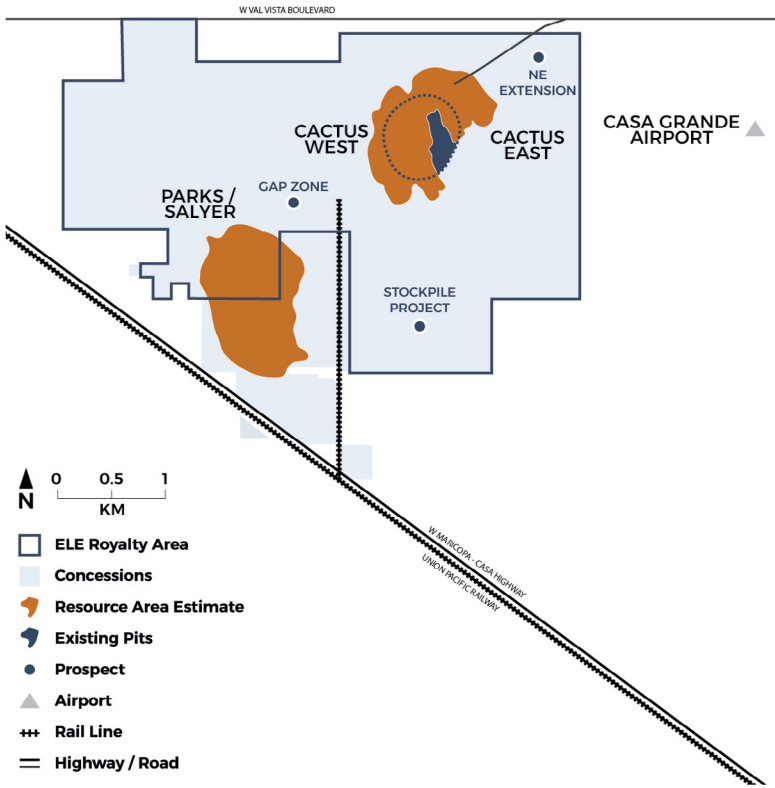 W VAL VISTA BOULEVARD
NE
EXTENSION
CASA GRANDE
AIRPORT
CACTUS
WEST
CACTUS
EAST
GAP ZONE
PARKS /
SALYER
STOCKPILE
PROJECT
N
0 0.5 1
KM
W MARICOPA - CASA HIGHWAY
UNION PACIFIC RAILWAY
ELE Royalty Area
Concessions
Resource Area Estimate
Existing Pits
Prospect
Airport
Rail Line
Highway / Road